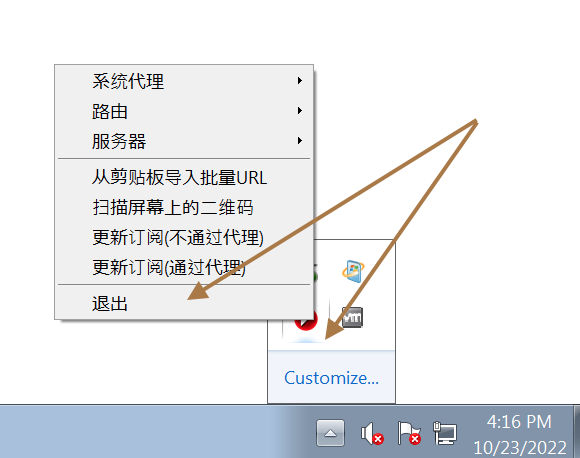 系统代理
路由
服务器
从剪贴板导入批量URL
扫描屏幕上的二维码
更新订阅(不通过代理)
更新订阅(通过代理)
退出
Customize...
4:16 PM
10/23/2022